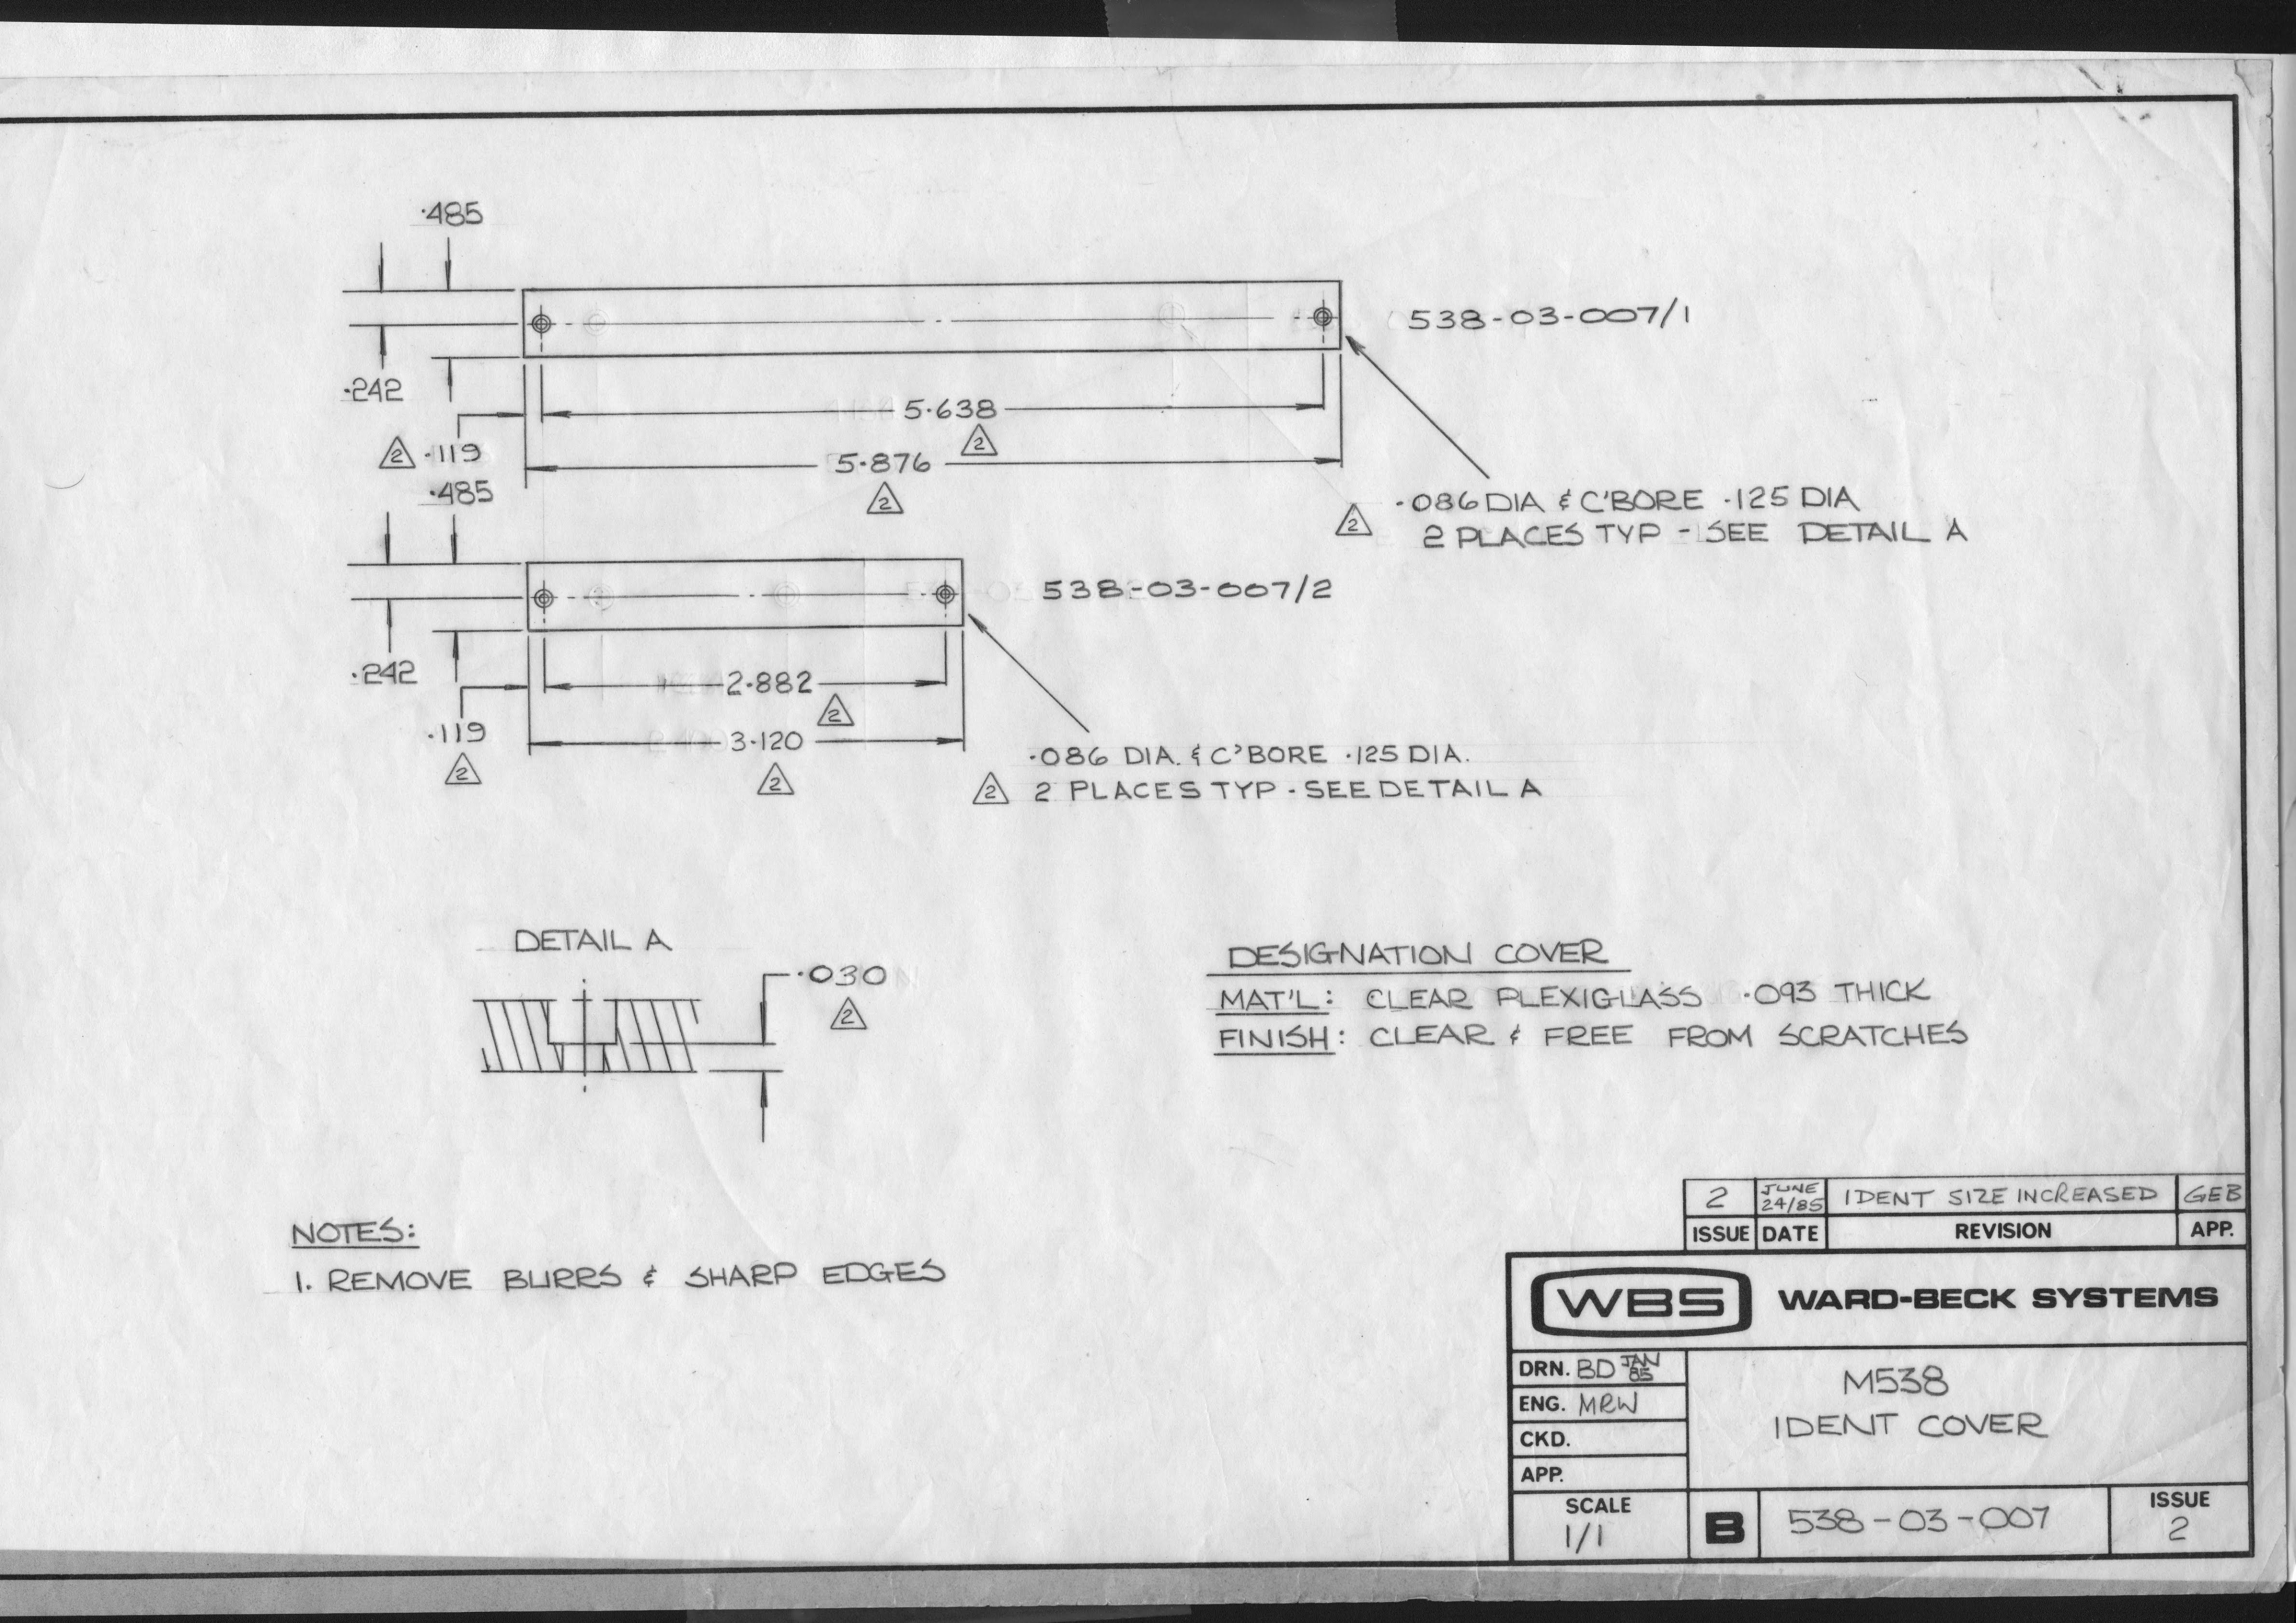 .485
.242
538-03-007/1
5.638
2
2 .119
5.876
2
.086 DIA & C'BORE .125 DIA
2
2 PLACES TYP - SEE DETAIL A
.485
538-03-007/2
.242
2.882
2
.119
2
3.120
2
.086 DIA. & C'BORE .125 DIA.
2 2 PLACES TYP - SEE DETAIL A
DETAIL A
.030
2
DESIGNATION COVER
MAT'L: CLEAR PLEXIGLASS .093 THICK
FINISH: CLEAR & FREE FROM SCRATCHES
NOTES:
1. REMOVE BURRS & SHARP EDGES
2 JUNE 24/85 IDENT SIZE INCREASED GEB
ISSUE DATE REVISION APP.
WBS WARD-BECK SYSTEMS
DRN. BD JAN 85
ENG. MRW
CKD.
APP.
M538
IDENT COVER
SCALE
1/1
B
538-03-007
ISSUE
2